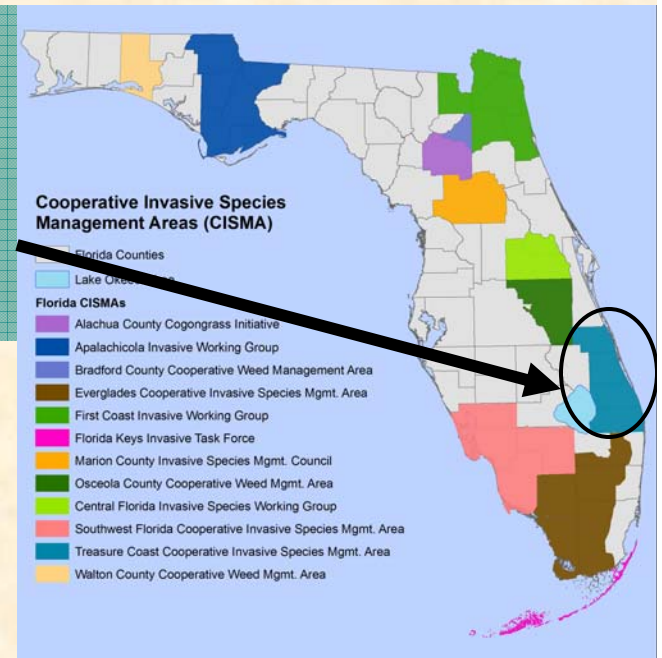 Cooperative Invasive Species
Management Areas (CISMA)
Florida Counties
Lake
Florida CISMAs
Alachua County Cogongrass Initiative
Apalachicola Invasive Working Group
Bradford County Cooperative Weed Management Area
Everglades Cooperative Invasive Species Mgmt. Area
First Coast Invasive Working Group
Florida Keys Invasive Task Force
Marion County Invasive Species Mgmt. Council
Osceola County Cooperative Weed Mgmt. Area
Central Florida Invasive Species Working Group
Southwest Florida Cooperative Invasive Species Mgmt. Area
Treasure Coast Cooperative Invasive Species Mgmt. Area
Walton County Cooperative Weed Mgmt. Area